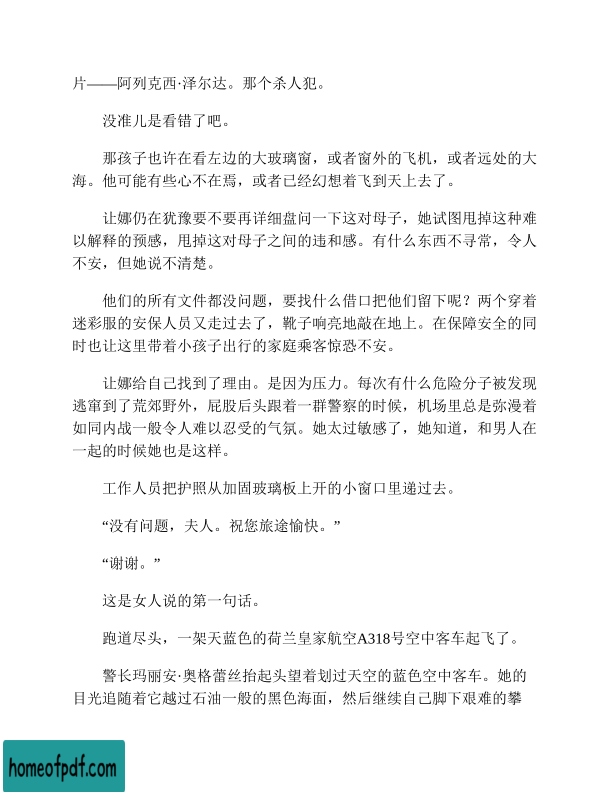 片——阿列克西·泽尔达。那个杀人犯。
没准儿是看错了吧。
那孩子也许在看左边的大玻璃窗，或者窗外的飞机，或者远处的大
海。他可能有些心不在焉，或者已经幻想着飞到天上去了。
让娜仍在犹豫要不要再详细盘问一下这对母子，她试图甩掉这种难
以解释的预感，甩掉这对母子之间的违和感。有什么东西不寻常，令人
不安，但她说不清楚。
他们的所有文件都没问题，要找什么借口把他们留下呢？两个穿着
迷彩服的安保人员又走过去了，靴子响亮地敲在地上。在保障安全的同
时也让这里带着小孩子出行的家庭乘客惊恐不安。
让娜给自己找到了理由。是因为压力。每次有什么危险分子被发现
逃窜到了荒郊野外，屁股后头跟着一群警察的时候，机场里总是弥漫着
如同内战一般令人难以忍受的气氛。她太过敏感了，她知道，和男人在
一起的时候她也是这样。
工作人员把护照从加固玻璃板上开的小窗口里递过去。
“没有问题，夫人。祝您旅途愉快。”
“谢谢。”
这是女人说的第一句话。
跑道尽头，一架天蓝色的荷兰皇家航空A318号空中客车起飞了。
警长玛丽安·奥格蕾丝抬起头望着划过天空的蓝色空中客车。她的
目光追随着它越过石油一般的黑色海面，然后继续自己脚下艰难的攀
homeofpdf.com